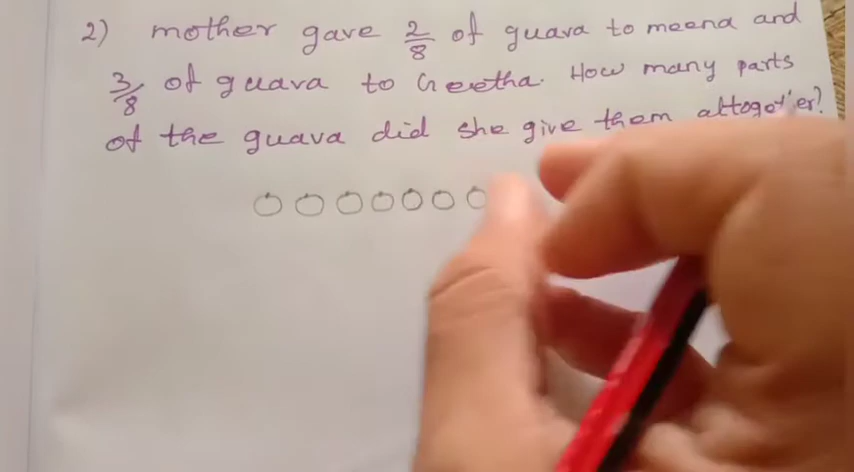 2) mother gave 2/8 of guava to meena and
3/8 of guava to Geetha. How many parts
of the guava did she give them altogether?